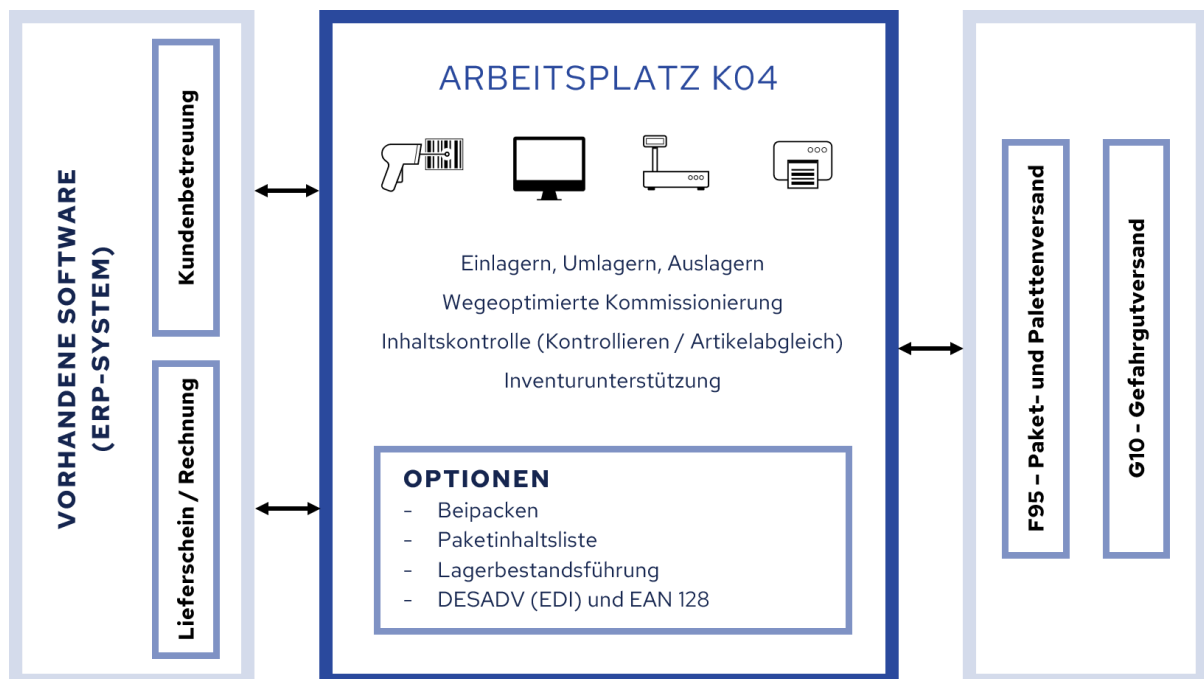 VORHANDENE SOFTWARE
(ERP-SYSTEM)
Kundenbetreuung
Lieferschein / Rechnung
ARBEITSPLATZ K04
Einlagern, Umlagern, Auslagern
Wegeoptimierte Kommissionierung
Inhaltskontrolle (Kontrollieren / Artikelabgleich)
Inventurunterstützung
OPTIONEN
- Beipacken
- Paketinhaltsliste
- Lagerbestandsführung
- DESADV (EDI) und EAN 128
F95 – Paket- und Palettenversand
G10 - Gefahrgutversand